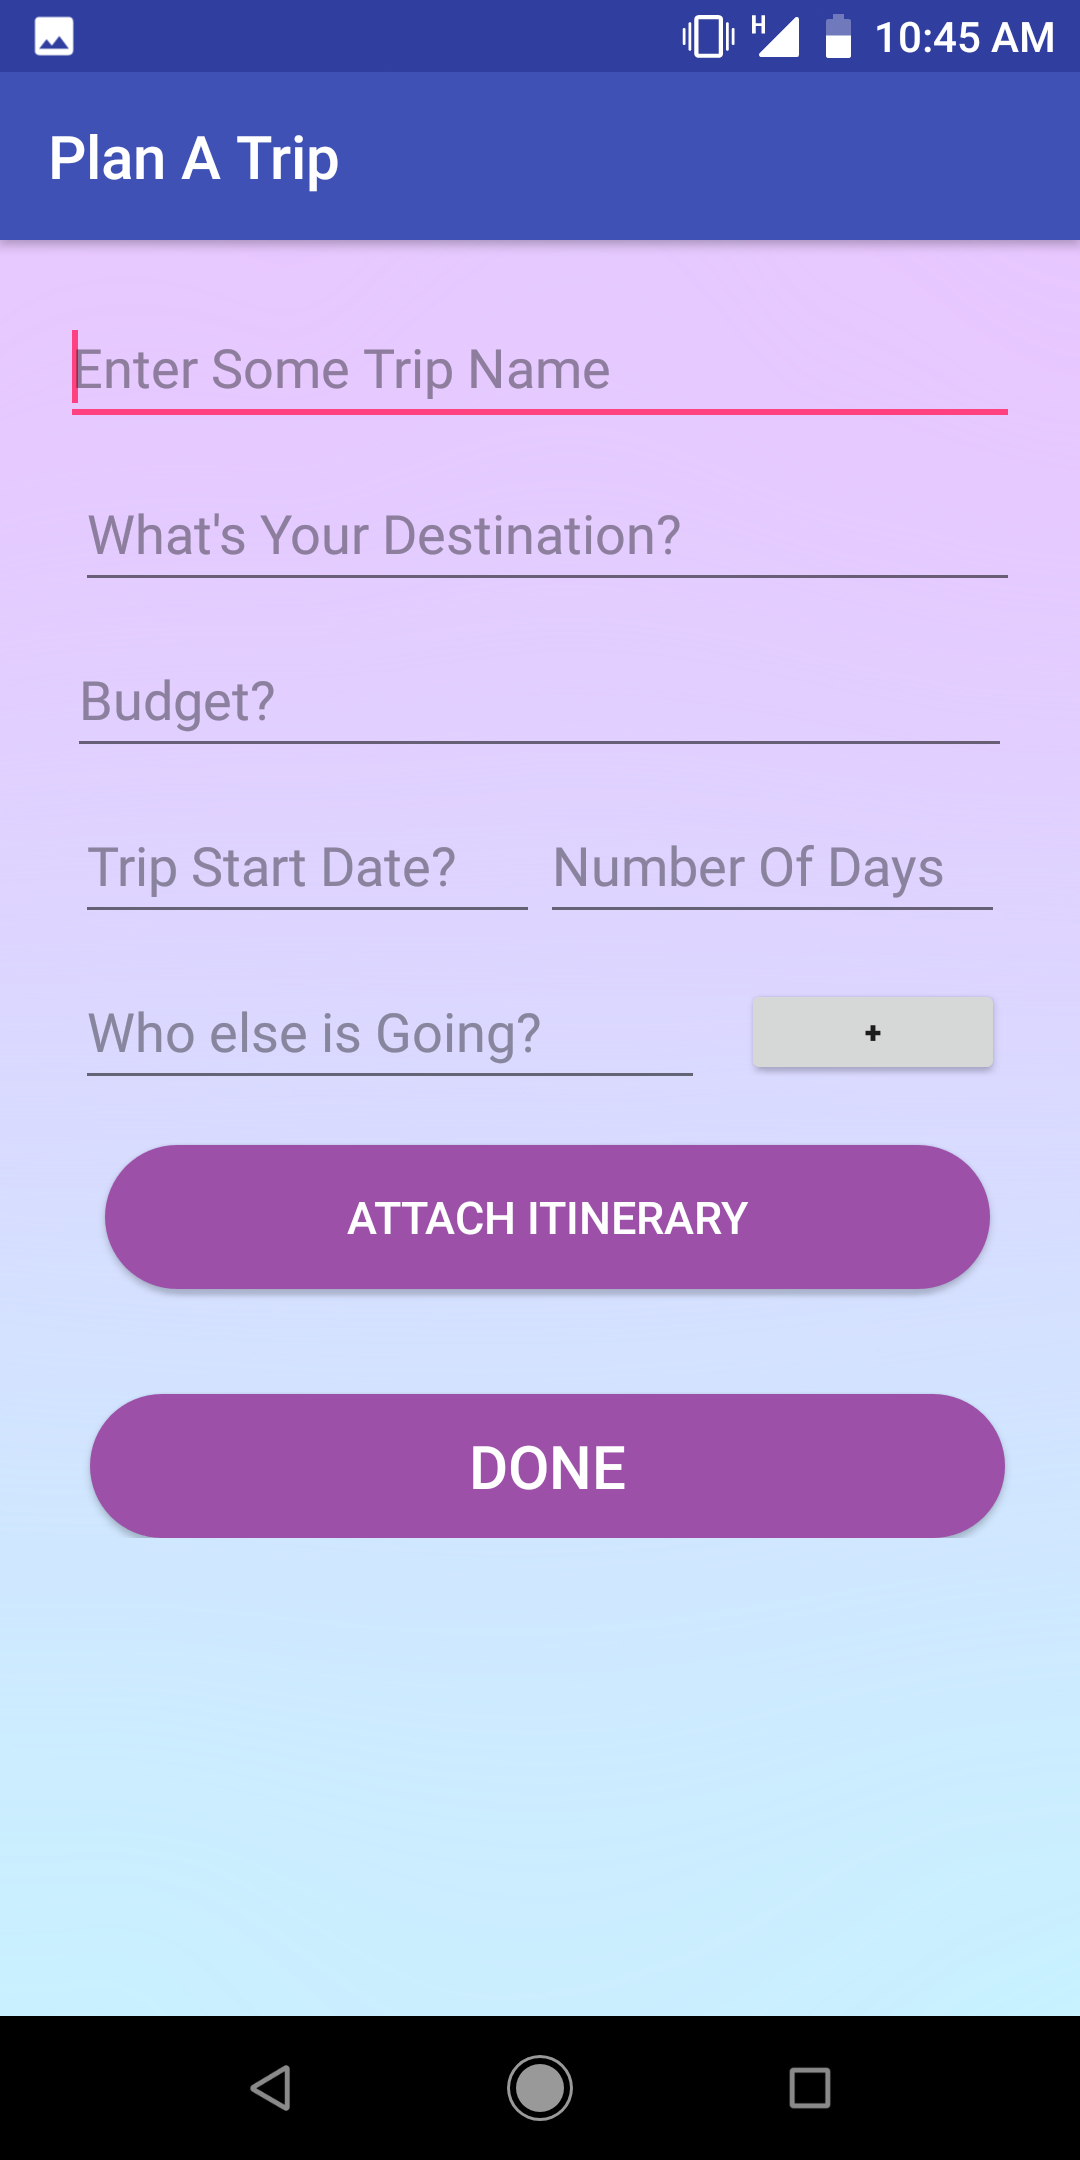 H 10:45 AM
Plan A Trip
Enter Some Trip Name
What's Your Destination?
Budget?
Trip Start Date? Number Of Days
Who else is Going? +
ATTACH ITINERARY
DONE